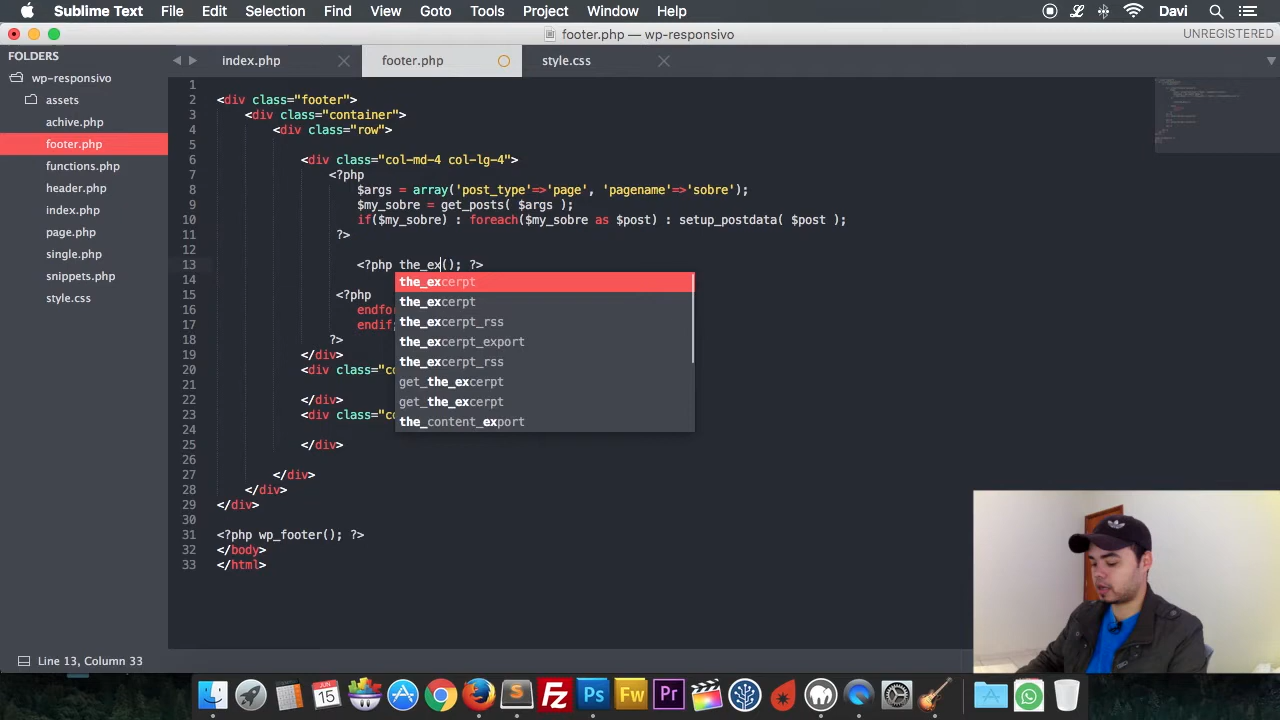 Sublime Text File Edit Selection Find View Goto Tools Project Window Help Davi
footer.php — wp-responsivo UNREGISTERED
FOLDERS
wp-responsivo
assets
achive.php
footer.php
functions.php
header.php
index.php
page.php
single.php
snippets.php
style.css
index.php footer.php style.css
1
2 <div class="footer">
3 <div class="container">
4 <div class="row">
5
6 <div class="col-md-4 col-lg-4">
7 <?php
8 $args = array('post_type'=>'page', 'pagename'=>'sobre');
9 $my_sobre = get_posts( $args );
10 if($my_sobre) : foreach($my_sobre as $post) : setup_postdata( $post );
11 ?>
12
13 <?php the_ex(); ?>
14
15 <?php
16 endfo
17 endif;
18 ?>
19 </div>
20 <div class="co
21
22 </div>
23 <div class="co
24
25 </div>
26
27 </div>
28 </div>
29 </div>
30
31 <?php wp_footer(); ?>
32 </body>
33 </html>
the_excerpt
the_excerpt
the_excerpt_rss
the_excerpt_export
the_excerpt_rss
get_the_excerpt
get_the_excerpt
the_content_export
Line 13, Column 33
JUN
15
S
Fz
Ps
Fw
Pr